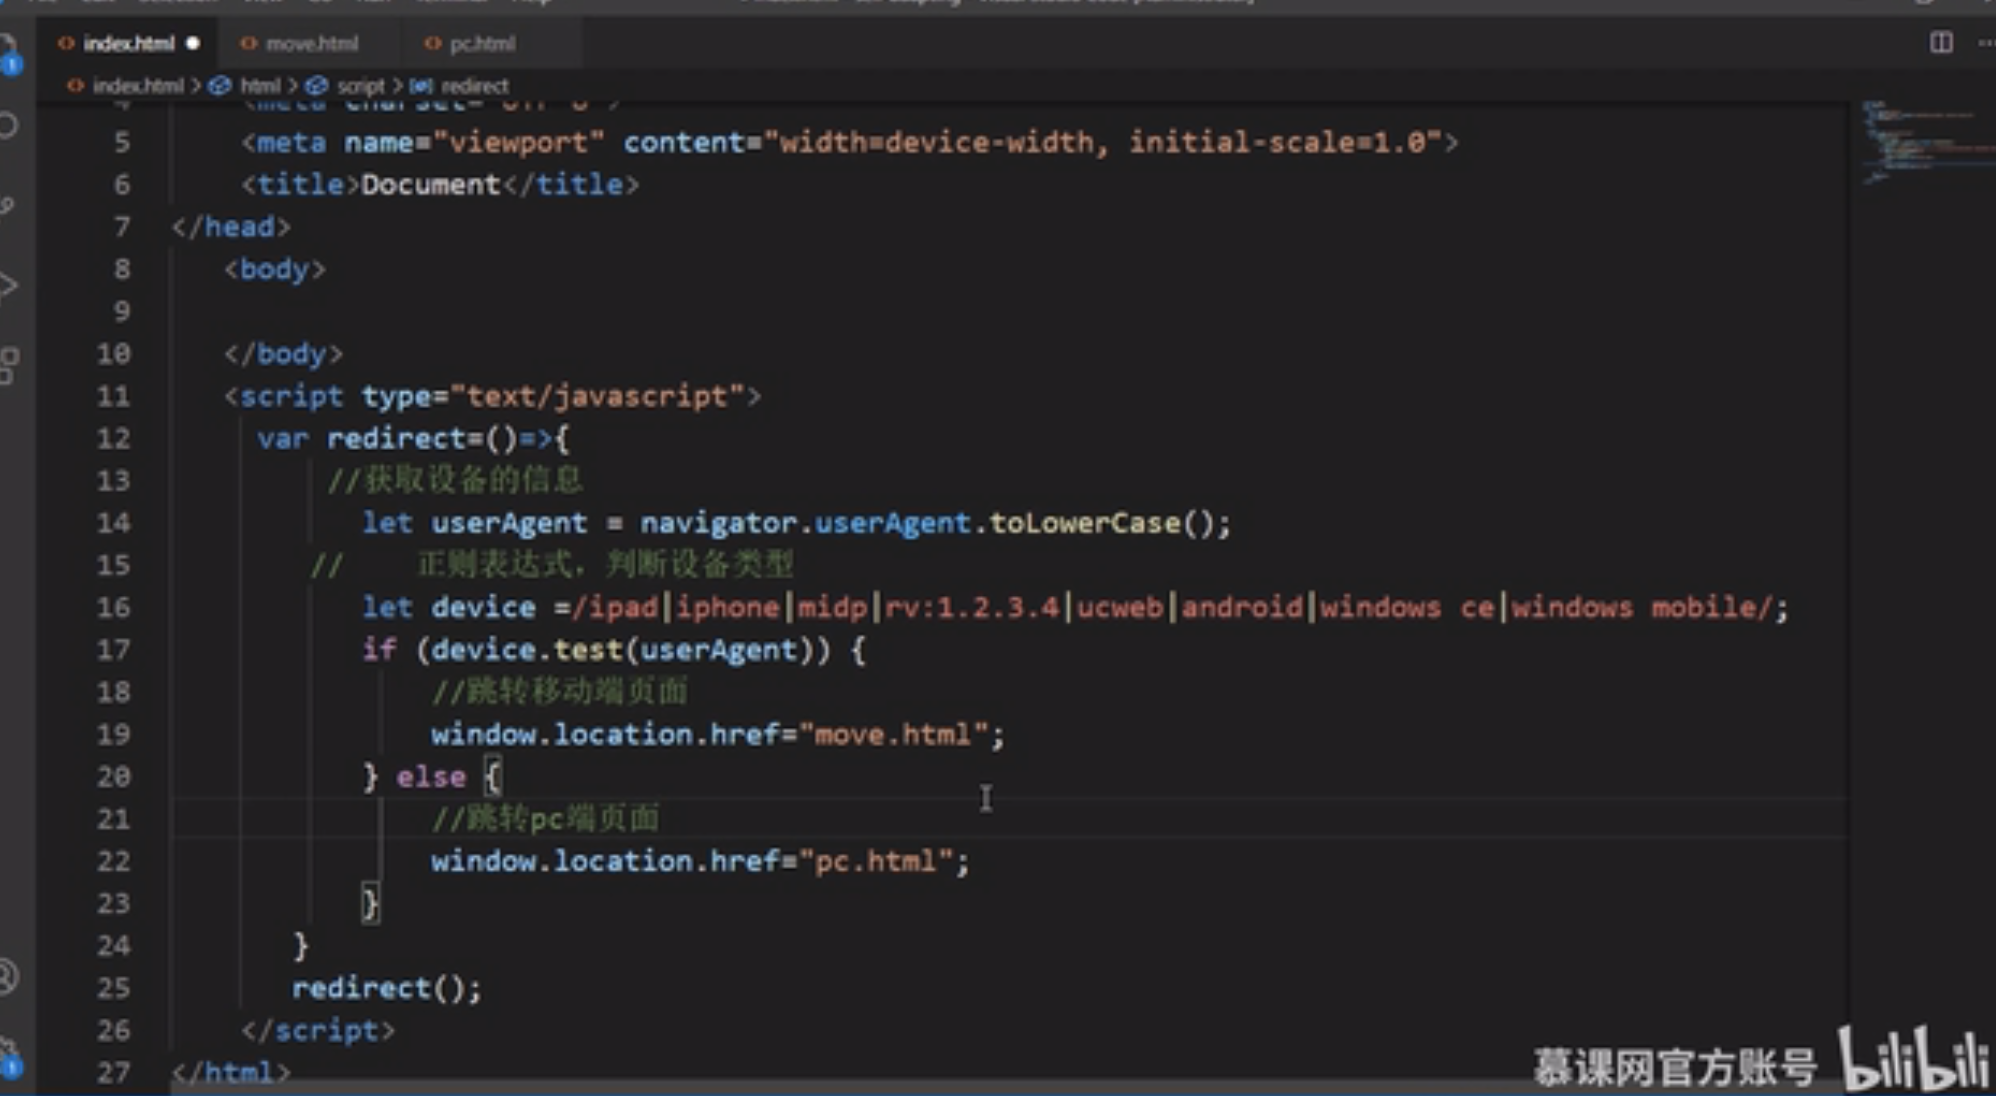 index.html
move.html
pc.html
index.html > html > script > redirect
4 <meta charset="UTF-8">
5 <meta name="viewport" content="width=device-width, initial-scale=1.0">
6 <title>Document</title>
7 </head>
8 <body>
9
10 </body>
11 <script type="text/javascript">
12 var redirect=()=>{
13 //获取设备的信息
14 let userAgent = navigator.userAgent.toLowerCase();
15 // 正则表达式，判断设备类型
16 let device =/ipad|iphone|midp|rv:1.2.3.4|ucweb|android|windows ce|windows mobile/;
17 if (device.test(userAgent)) {
18 //跳转移动端页面
19 window.location.href="move.html";
20 } else {
21 //跳转pc端页面
22 window.location.href="pc.html";
23 }
24 }
25 redirect();
26 </script>
27 </html>
1
1
慕课网官方账号 bilibili